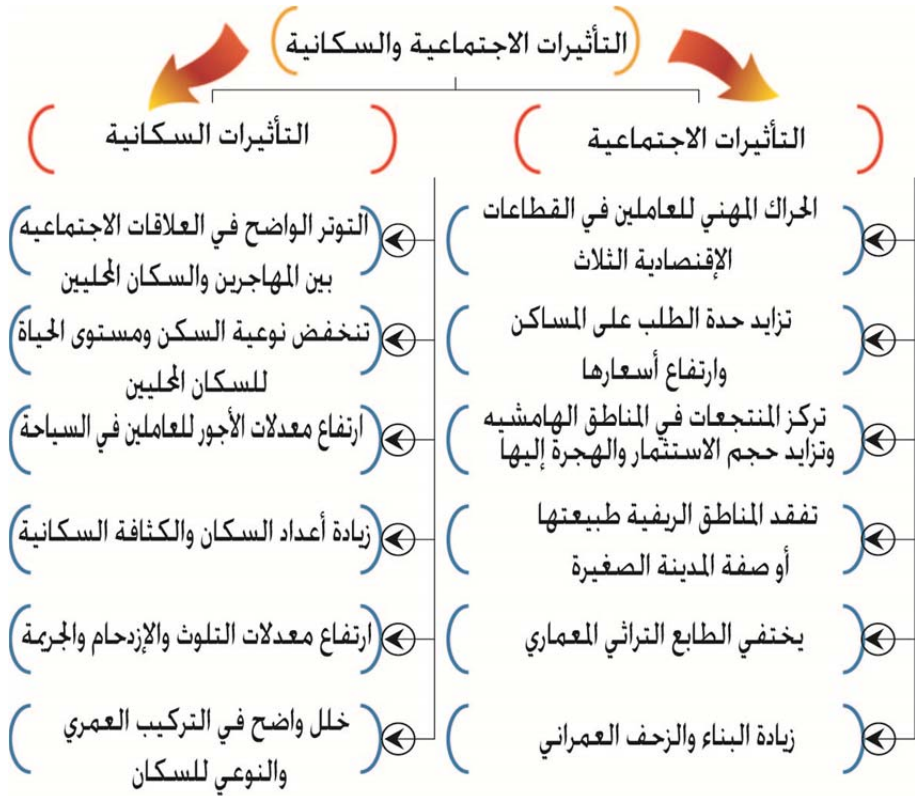 التأثيرات الاجتماعية والسكانية
التأثيرات الاجتماعية
الحراك المهني للعاملين في القطاعات
الإقنصادية الثلاث
تزايد حدة الطلب على المساكن
وارتفاع أسعارها
تركز المنتجعات في المناطق الهامشيه
وتزايد حجم الاستثمار والهجرة إليها
تفقد المناطق الريفية طبيعتها
أو صفة المدينة الصغيرة
يختفي الطابع التراثي المعماري
زيادة البناء والزحف العمراني
التأثيرات السكانية
التوتر الواضح في العلاقات الاجتماعيه
بين المهاجرين والسكان المحليين
تنخفض نوعية السكن ومستوى الحياة
للسكان المحليين
ارتفاع معدلات الأجور للعاملين في السياحة
زيادة أعداد السكان والكثافة السكانية
ارتفاع معدلات التلوث والإزدحام والجريمة
خلل واضح في التركيب العمري
والنوعي للسكان